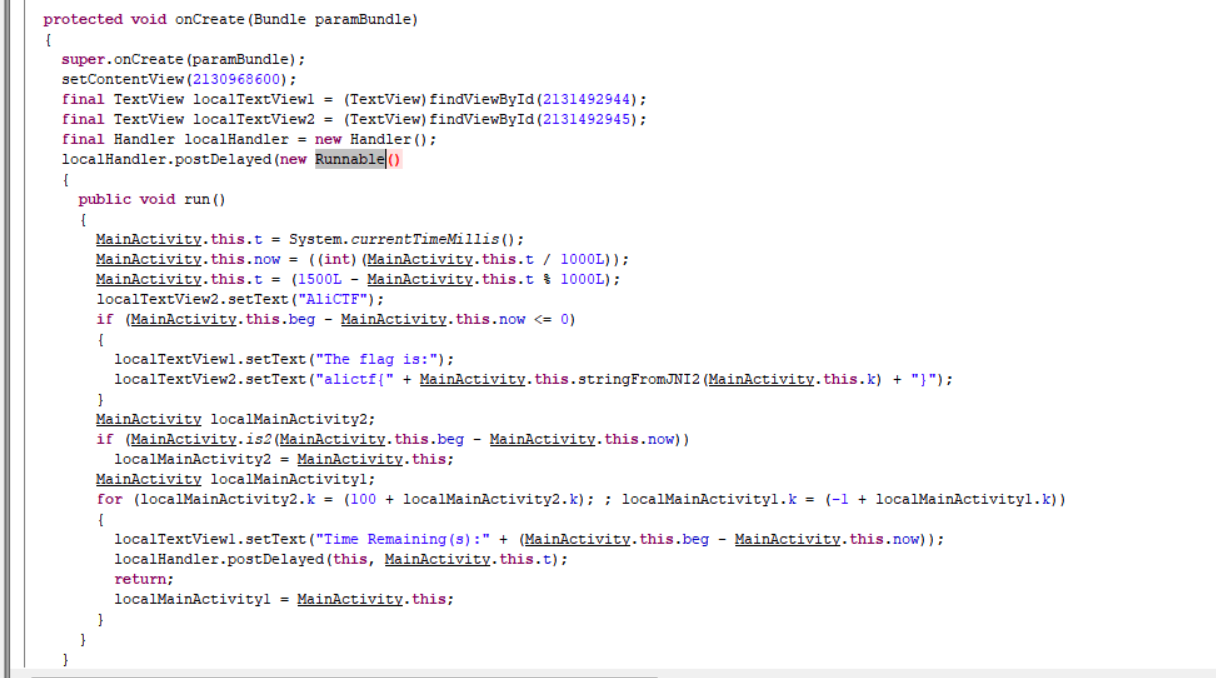 protected void onCreate(Bundle paramBundle)
{
super.onCreate(paramBundle);
setContentView(2130968600);
final TextView localTextView1 = (TextView)findViewById(2131492944);
final TextView localTextView2 = (TextView)findViewById(2131492945);
final Handler localHandler = new Handler();
localHandler.postDelayed(new Runnable()
{
public void run()
{
MainActivity.this.t = System.currentTimeMillis();
MainActivity.this.now = ((int)(MainActivity.this.t / 1000L));
MainActivity.this.t = (1500L - MainActivity.this.t % 1000L);
localTextView2.setText("AliCTF");
if (MainActivity.this.beg - MainActivity.this.now <= 0)
{
localTextView1.setText("The flag is:");
localTextView2.setText("alictf{" + MainActivity.this.stringFromJNI2(MainActivity.this.k) + "}");
}
MainActivity localMainActivity2;
if (MainActivity.is2(MainActivity.this.beg - MainActivity.this.now))
localMainActivity2 = MainActivity.this;
MainActivity localMainActivity1;
for (localMainActivity2.k = (100 + localMainActivity2.k); ; localMainActivity1.k = (-1 + localMainActivity1.k))
{
localTextView1.setText("Time Remaining(s):" + (MainActivity.this.beg - MainActivity.this.now));
localHandler.postDelayed(this, MainActivity.this.t);
return;
localMainActivity1 = MainActivity.this;
}
}
}